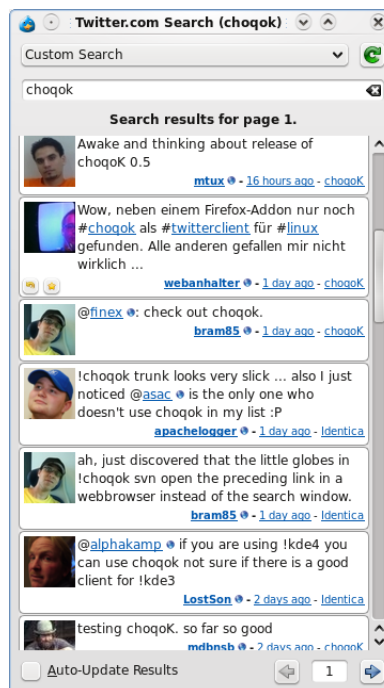 Twitter.com Search (choqok)
Custom Search
choqok
Search results for page 1.
Awake and thinking about release of
choqoK 0.5
mtux - 16 hours ago - choqoK
Wow, neben einem Firefox-Addon nur noch
#choqok als #twitterclient für #linux
gefunden. Alle anderen gefallen mir nicht
wirklich ...
webanhalter - 1 day ago - choqoK
@finex : check out choqok.
bram85 - 1 day ago - choqoK
!choqok trunk looks very slick ... also I just
noticed @asac is the only one who
doesn't use choqok in my list :P
apachelogger - 1 day ago - Identica
ah, just discovered that the little globes in
!choqok svn open the preceding link in a
webbrowser instead of the search window.
bram85 - 1 day ago - Identica
@alphakamp if you are using !kde4 you
can use choqok not sure if there is a good
client for !kde3
LostSon - 2 days ago - Identica
testing choqoK. so far so good
mdbnsb - 2 days ago - choqoK
Auto-Update Results
1